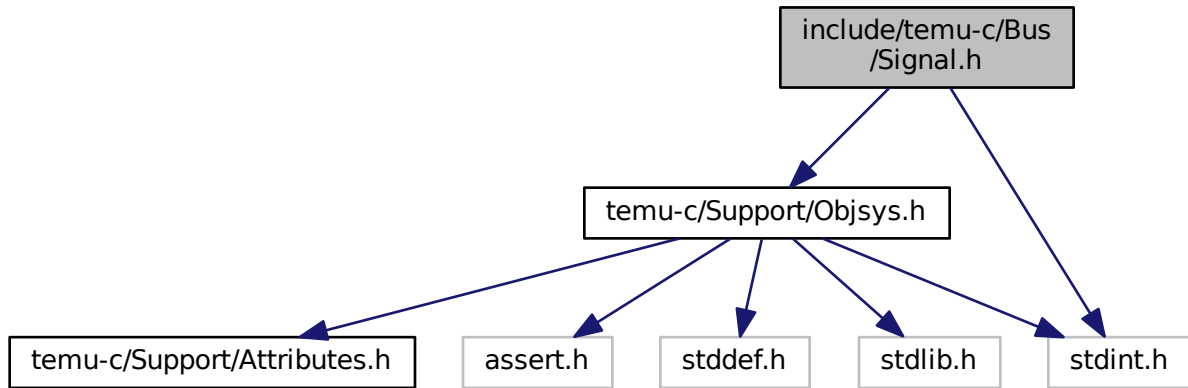 include/temu-c/Bus
/Signal.h
temu-c/Support/Objsys.h
temu-c/Support/Attributes.h
assert.h
stddef.h
stdlib.h
stdint.h